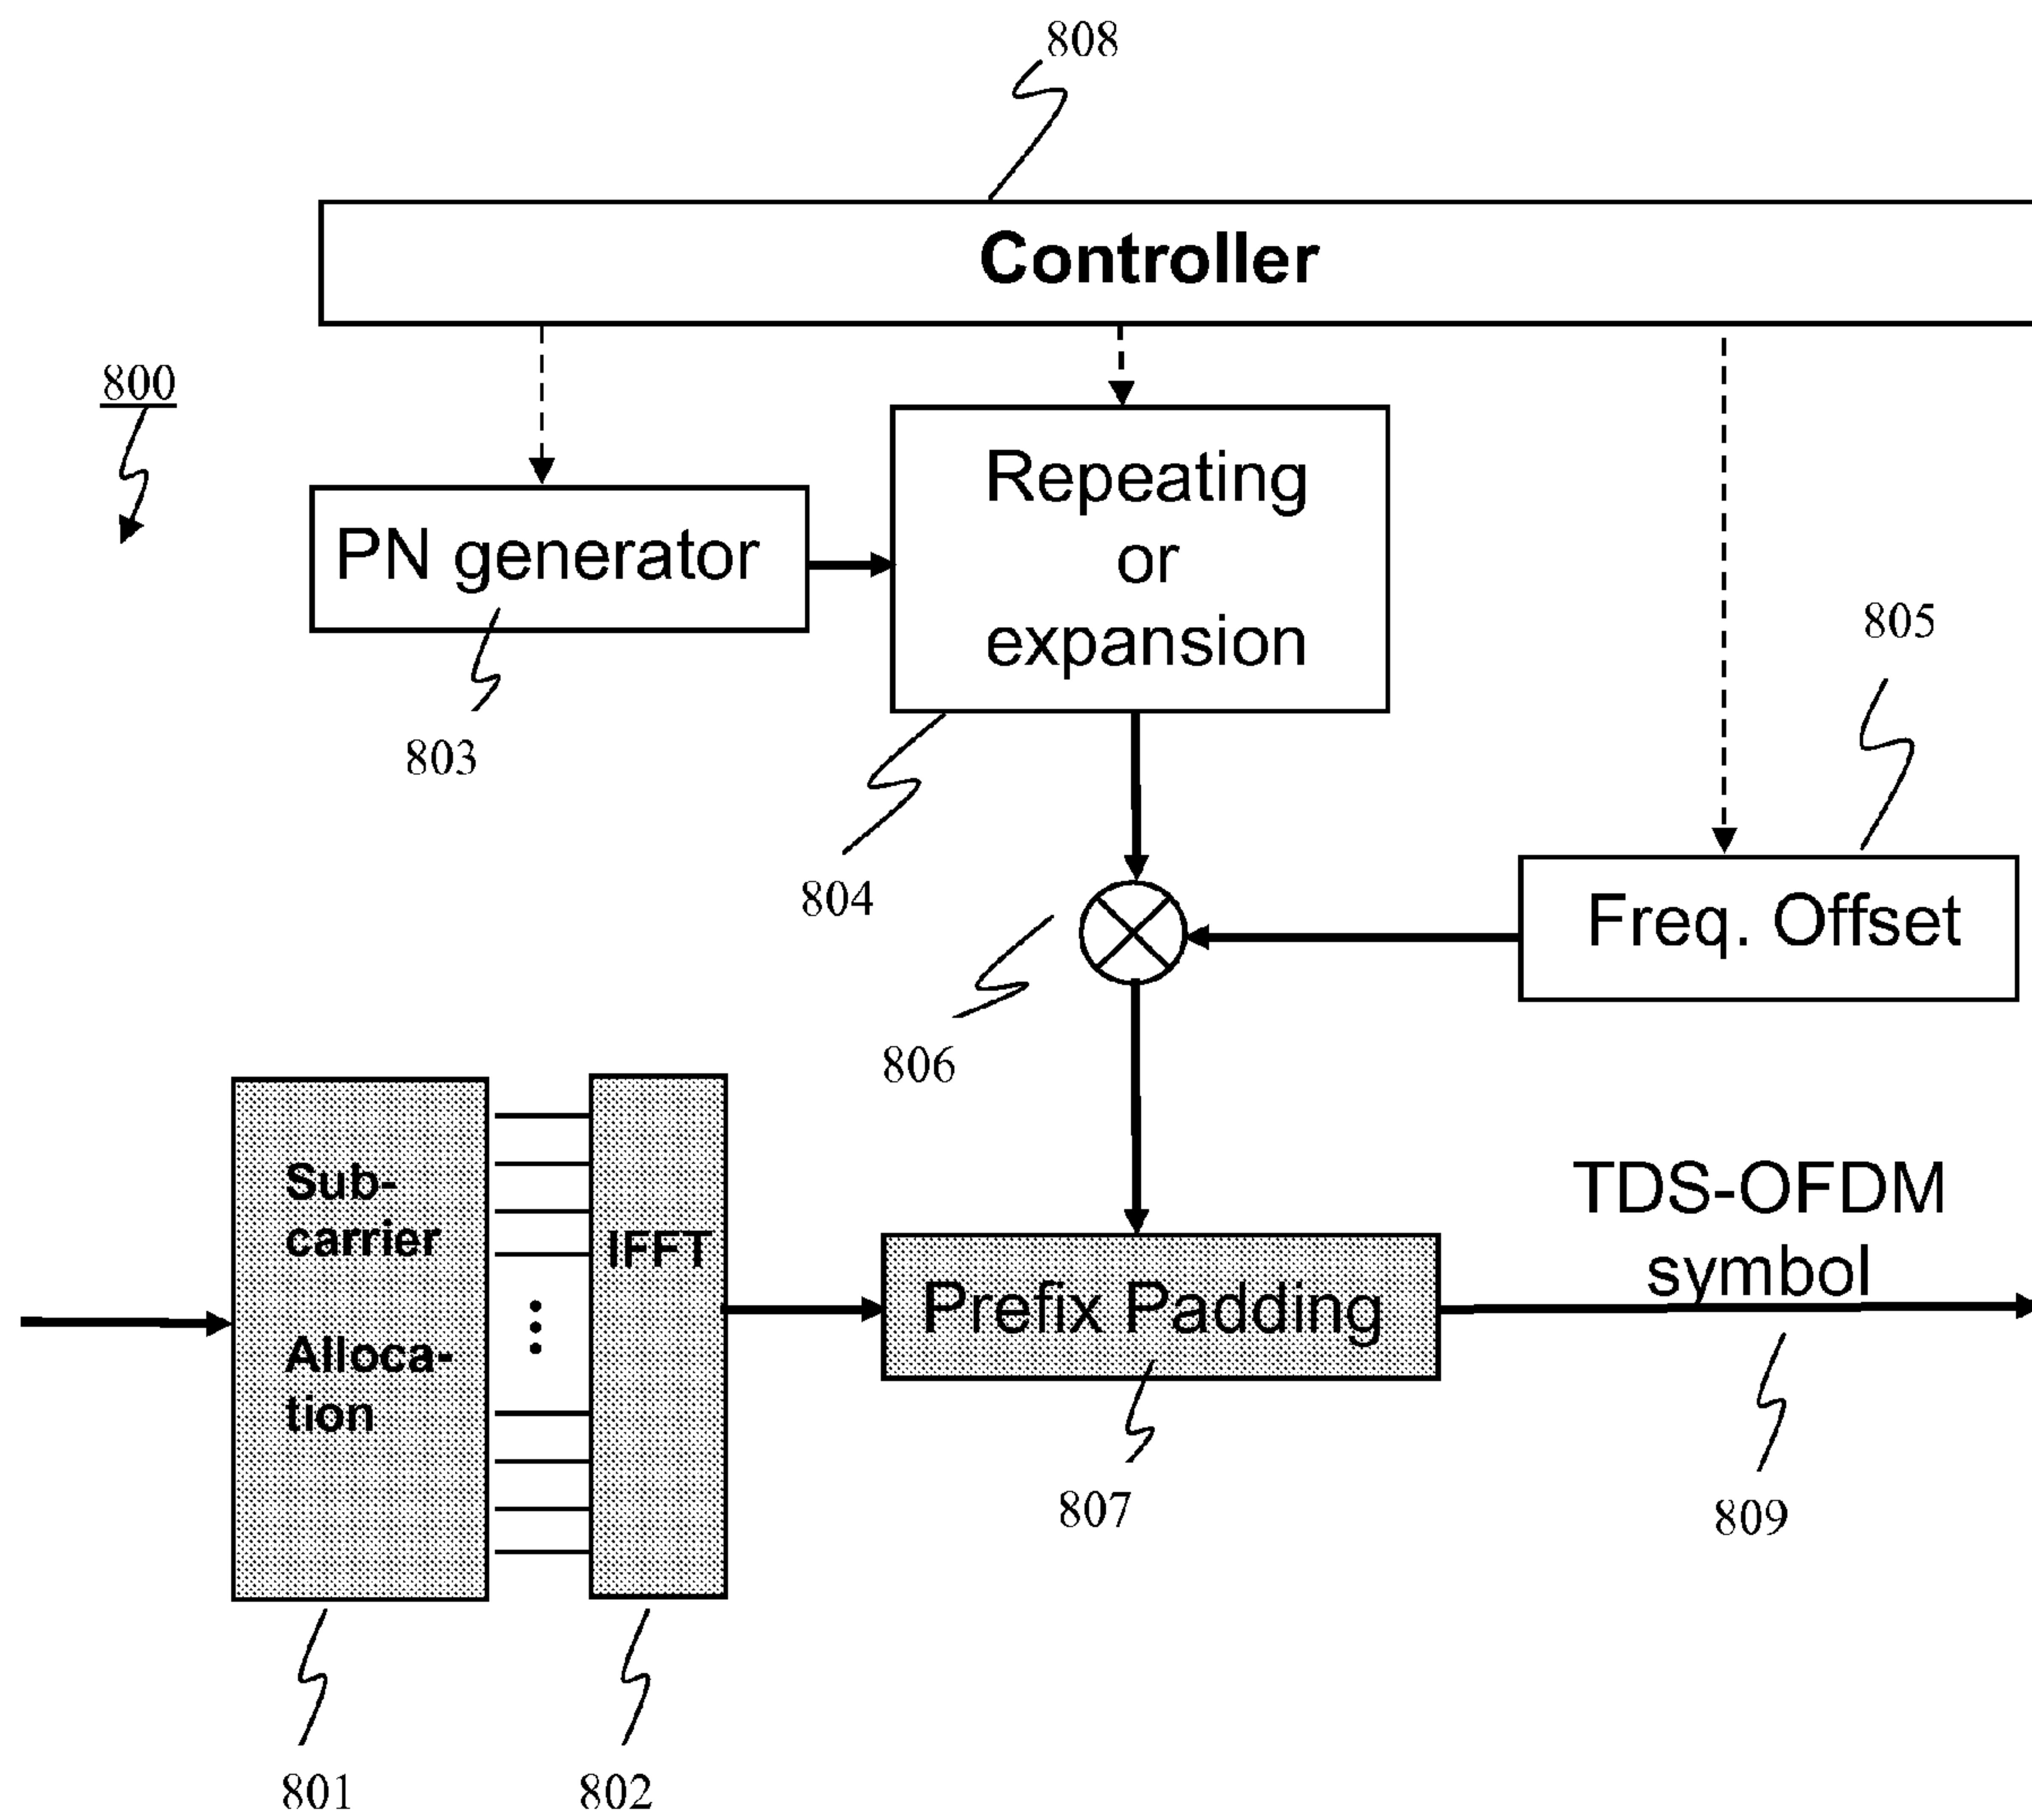 808
Controller
800
PN generator
Repeating
or
expansion
805
803
804
Freq. Offset
806
Sub-
carrier
Alloca-
tion
IFFT
Prefix Padding
TDS-OFDM
symbol
807
809
801
802